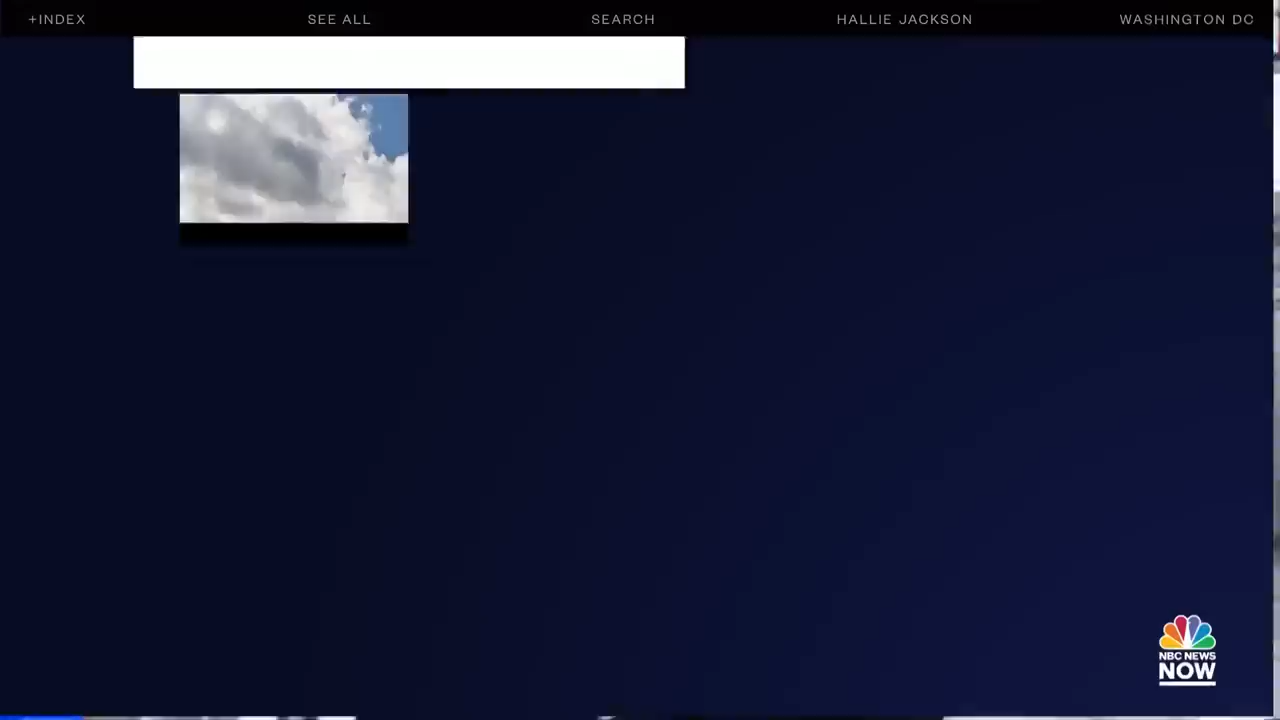 +INDEX
SEE ALL
SEARCH
HALLIE JACKSON
WASHINGTON DC
NBC NEWS
NOW